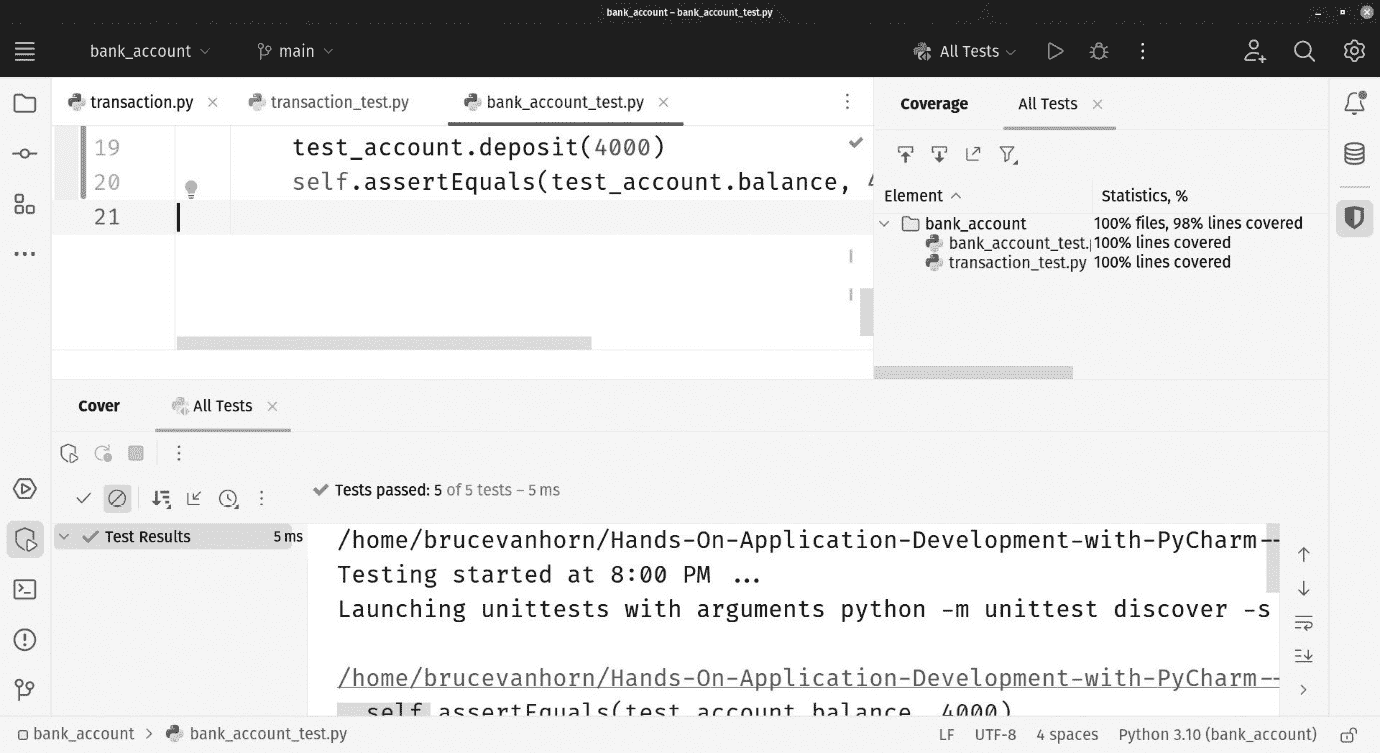 bank_account – bank_account_test.py
bank_account
main
All Tests
transaction.py
transaction_test.py
bank_account_test.py
19 test_account.deposit(4000)
20 self.assertEquals(test_account.balance,
21
Coverage
All Tests
Element
Statistics, %
bank_account 100% files, 98% lines covered
bank_account_test. 100% lines covered
transaction_test.py 100% lines covered
Cover
All Tests
Tests passed: 5 of 5 tests – 5 ms
Test Results 5 ms
/home/brucevanhorn/Hands-On-Application-Development-with-PyCharm--
Testing started at 8:00 PM ...
Launching unittests with arguments python -m unittest discover -s
/home/brucevanhorn/Hands-On-Application-Development-with-PyCharm--
self.assertEquals(test_account.balance, 4000)
bank_account > bank_account_test.py
LF UTF-8 4 spaces Python 3.10 (bank_account)